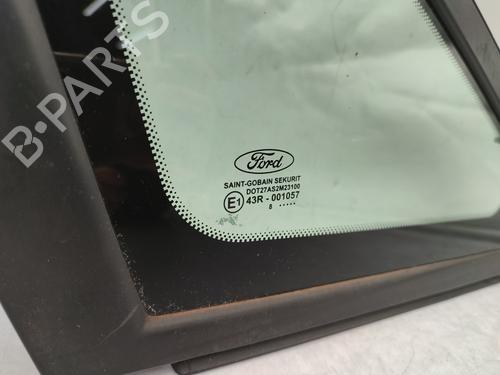 B-PARTS
Ford
SAINT-GOBAIN SEKURIT
DOT27AS2M23100
E1 43R - 001057
8 .....